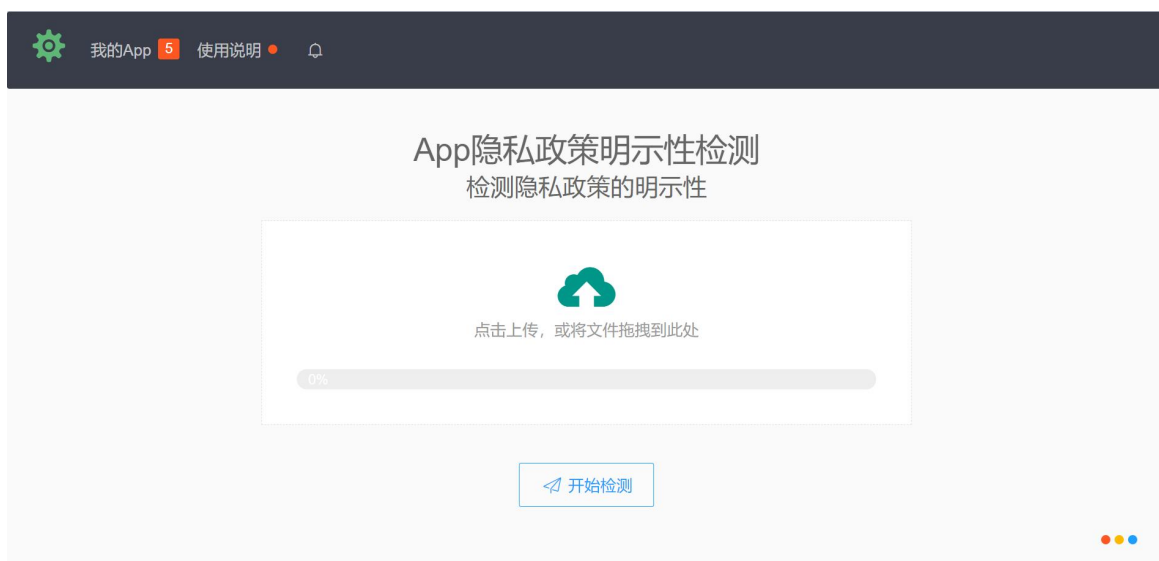 我的App 5 使用说明
App隐私政策明示性检测
检测隐私政策的明示性
点击上传，或将文件拖拽到此处
0%
开始检测